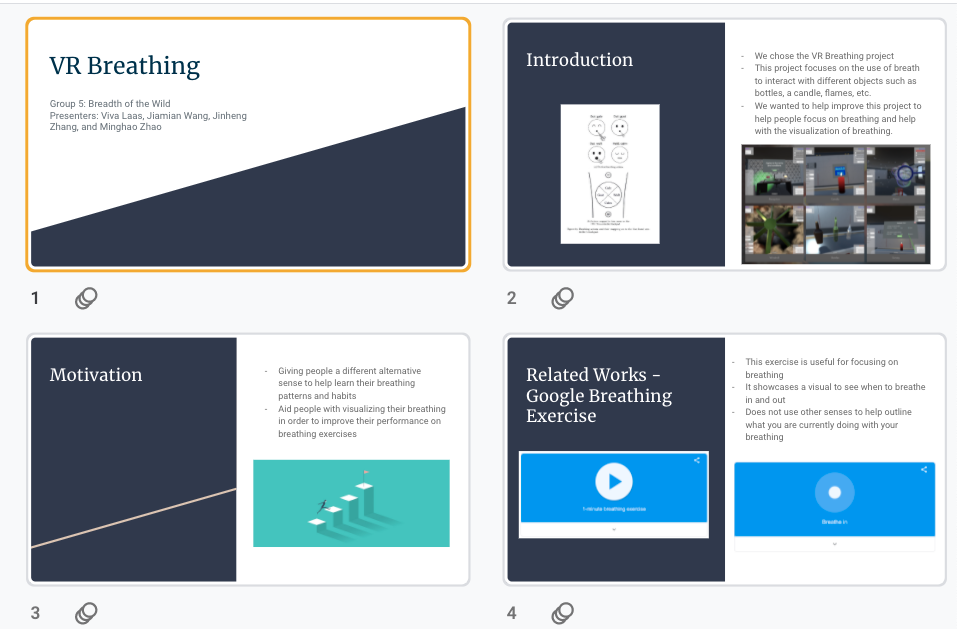 VR Breathing
Group 5: Breadth of the Wild
Presenters: Viva Laas, Jiamian Wang, Jinheng
Zhang, and Minghao Zhao
1
Introduction
- We chose the VR Breathing project
- This project focuses on the use of breath
to interact with different objects such as
bottles, a candle, flames, etc.
- We wanted to help improve this project to
help people focus on breathing and help
with the visualization of breathing.
2
Motivation
- Giving people a different alternative
sense to help learn their breathing
patterns and habits
- Aid people with visualizing their breathing
in order to improve their performance on
breathing exercises
3
Related Works -
Google Breathing
Exercise
1-minute breathing exercise
- This exercise is useful for focusing on
breathing
- It showcases a visual to see when to breathe
in and out
- Does not use other senses to help outline
what you are currently doing with your
breathing
Breathe in
4